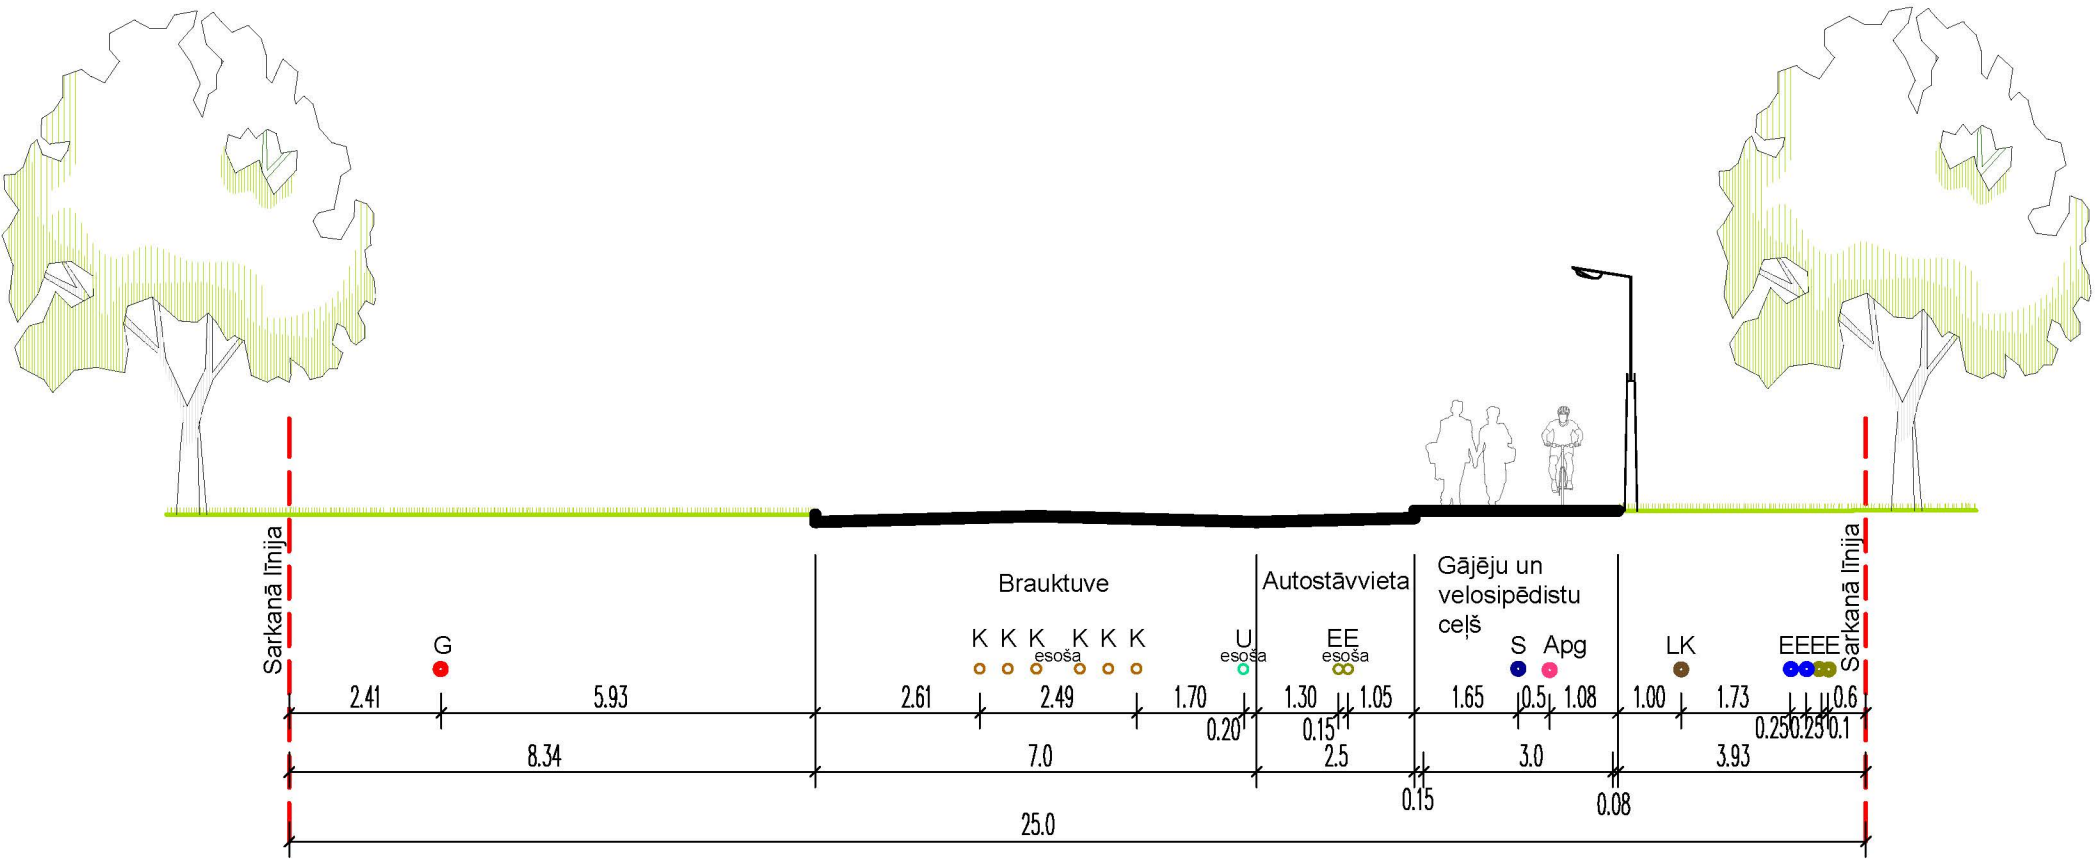 Sarkanā līnija
Brauktuve
Autostāvvieta
Gājēju un
velosipēdistu
ceļš
Sarkanā līnija
G
K K K K K K
esoša
U
esoša
EE
esoša
S Apg
LK
EEEE
2.41 5.93 2.61 2.49 1.70 1.30 1.05 1.65 0.5 1.08 1.00 1.73 0.6
0.20 0.15 0.25 0.25 0.1
8.34 7.0 2.5 3.0 3.93
0.15 0.08
25.0